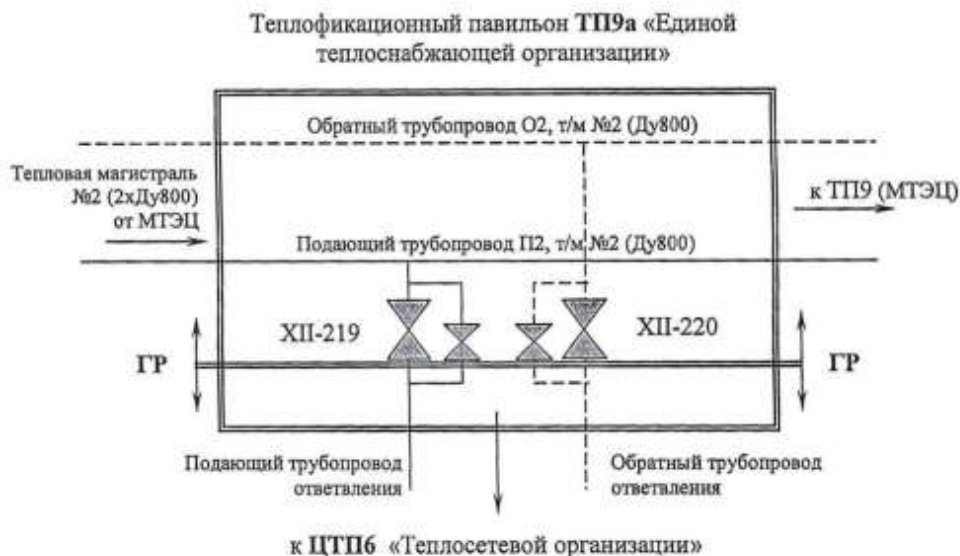 Теплофикационный павильон ТП9а «Единой
теплоснабжающей организации»
Обратный трубопровод О2, т/м №2 (Ду800)
Тепловая магистраль
№2 (2хДу800)
от МТЭЦ
к ТП9 (МТЭЦ)
Подающий трубопровод П2, т/м №2 (Ду800)
XII-219
XII-220
ГР
ГР
Подающий трубопровод
ответвления
Обратный трубопровод
ответвления
к ЦТП6 «Теплосетевой организации»